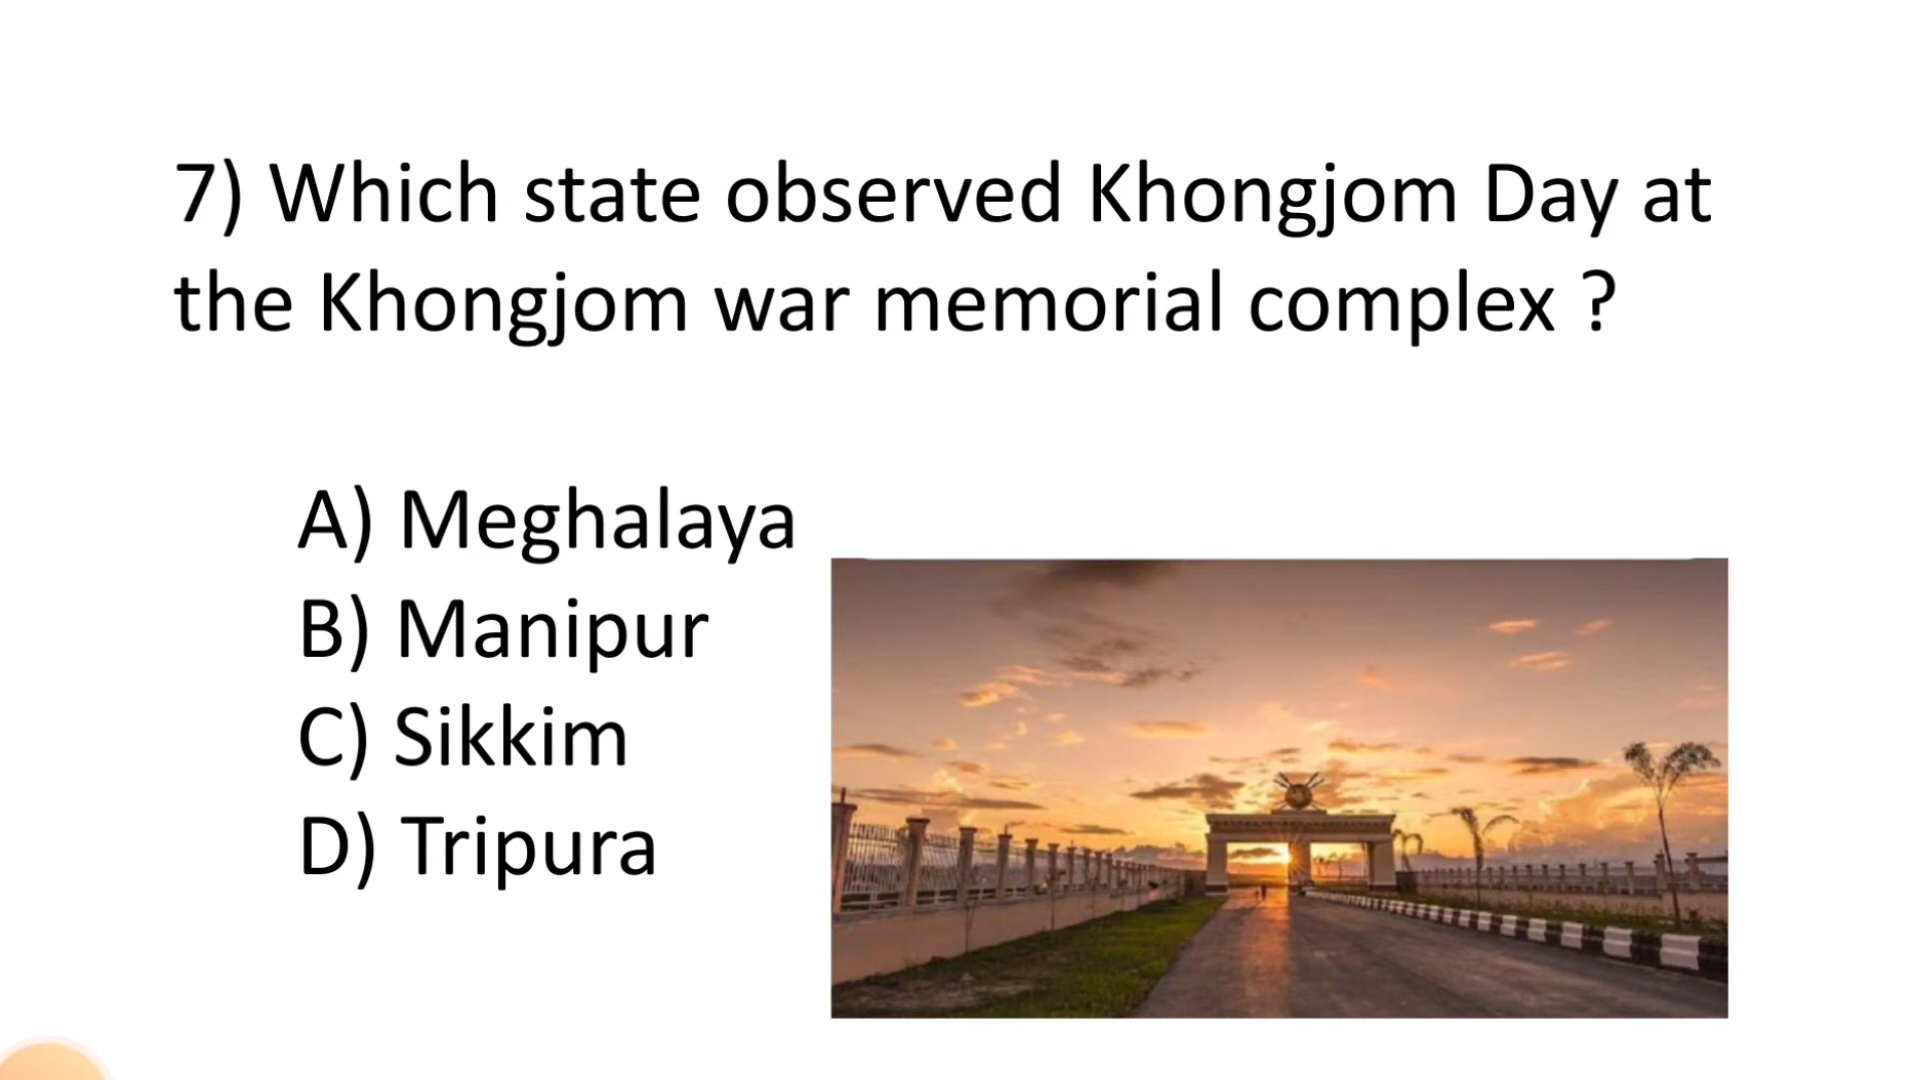 7) Which state observed Khongjom Day at
the Khongjom war memorial complex ?
A) Meghalaya
B) Manipur
C) Sikkim
D) Tripura